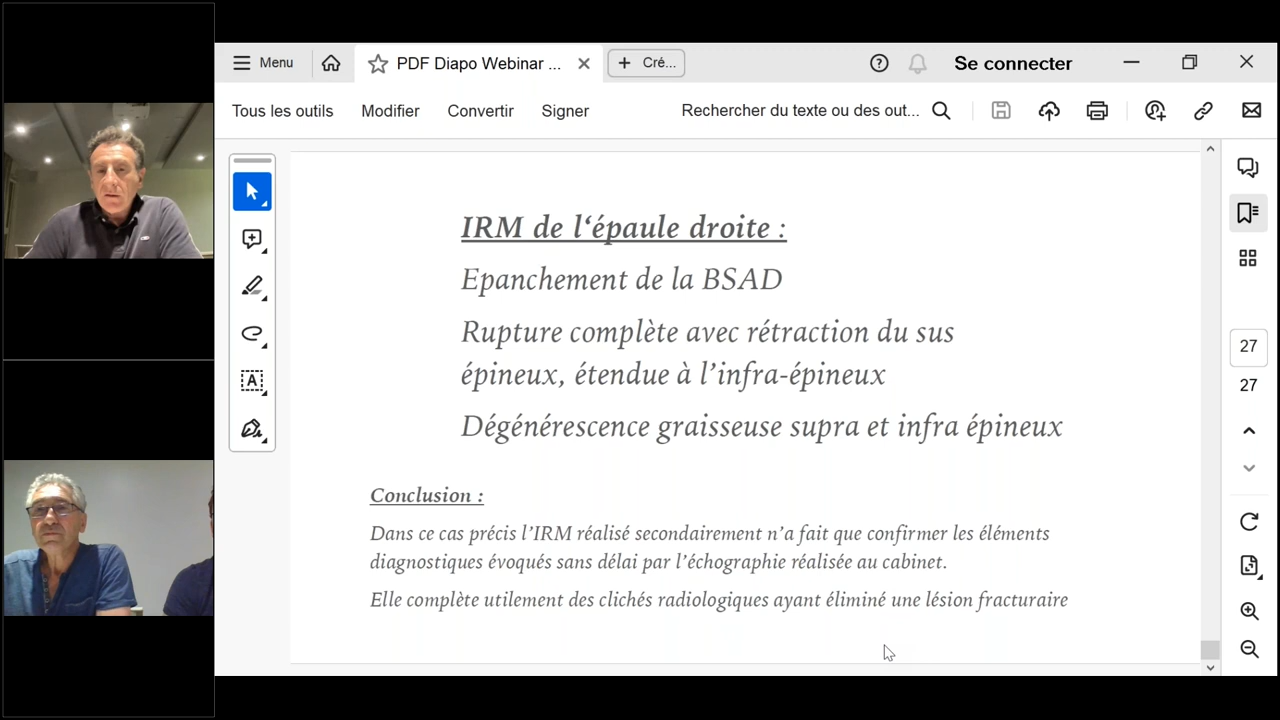 Menu
PDF Diapo Webinar ...
Cré...
Se connecter
Tous les outils
Modifier
Convertir
Signer
Rechercher du texte ou des out...
IRM de l‘épaule droite :
Epanchement de la BSAD
Rupture complète avec rétraction du sus
épineux, étendue à l’infra-épineux
Dégénérescence graisseuse supra et infra épineux
Conclusion :
Dans ce cas précis l’IRM réalisé secondairement n’a fait que confirmer les éléments
diagnostiques évoqués sans délai par l’échographie réalisée au cabinet.
Elle complète utilement des clichés radiologiques ayant éliminé une lésion fracturaire
27
27